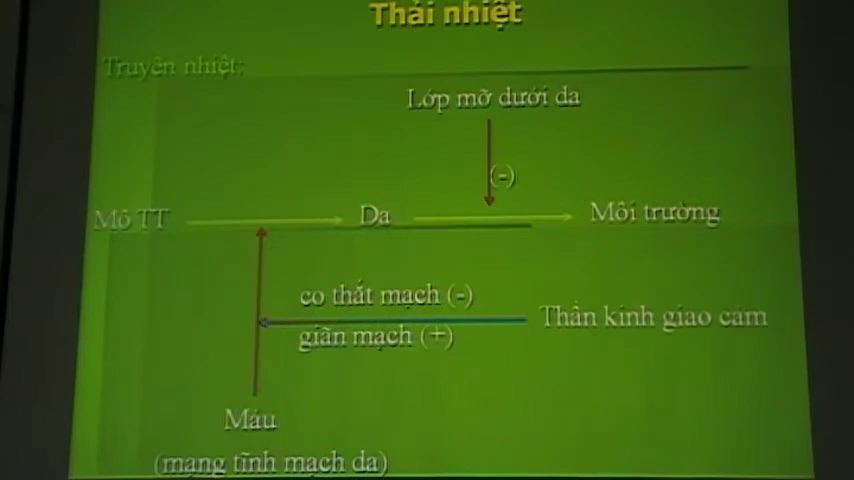 Thải nhiệt
Truyền nhiệt:
Lớp mỡ dưới da
(-)
Mô TT Da Môi trường
co thắt mạch (-)
Thần kinh giao cảm
giãn mạch (+)
Máu
(mạng tĩnh mạch da)